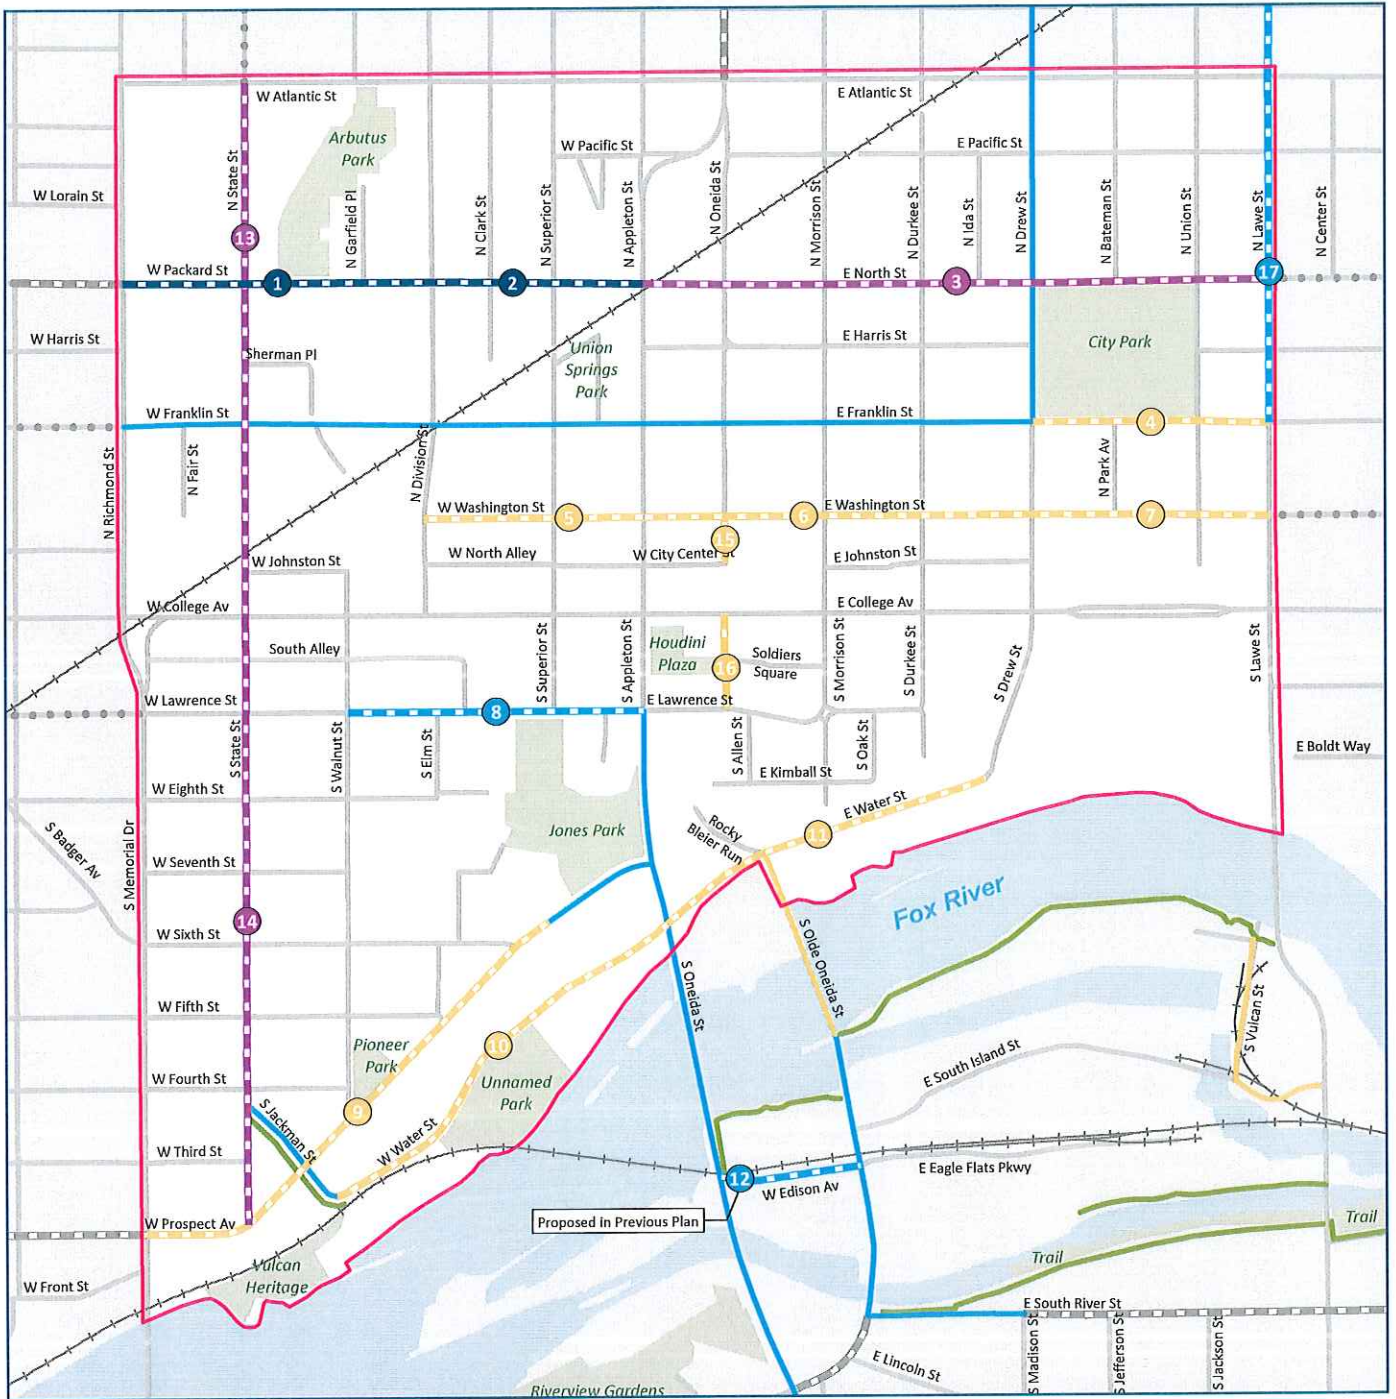 W Atlantic St
E Atlantic St
Arbutus
Park
W Pacific St
E Pacific St
N State St
W Lorain St
N Garfield Pl
N Clark St
N Superior St
N Appleton St
N Oneida St
N Morrison St
N Durkee St
N Ida St
N Drew St
N Bateman St
N Union St
N Lawe St
N Center St
13
W Packard St
1
2
E North St
3
17
W Harris St
Sherman Pl
Union
Springs
Park
E Harris St
City Park
W Franklin St
E Franklin St
4
N Richmond St
N Fair St
N Division St
N Park Av
W Washington St
5
6
E Washington St
7
15
W North Alley
W City Center St
E Johnston St
W Johnston St
W College Av
E College Av
South Alley
S Superior St
S Appleton St
Houdini
Plaza
16
Soldiers
Square
S Morrison St
S Durkee St
S Drew St
S Lawe St
W Lawrence St
8
E Lawrence St
S State St
S Walnut St
S Elm St
S Allen St
S Oak St
E Boldt Way
E Kimball St
W Eighth St
S Badger Av
S Memorial Dr
Jones Park
Rocky
Bleier Run
11
E Water St
W Seventh St
Fox River
14
W Sixth St
S Oneida St
S Olde Oneida St
W Fifth St
S Vulcan St
Pioneer
Park
10
E South Island St
W Fourth St
Unnamed
Park
9
S Jackman St
W Water St
W Third St
E Eagle Flats Pkwy
12
W Edison Av
W Prospect Av
Proposed in Previous Plan
Trail
Trail
Vulcan
Heritage
W Front St
E South River St
S Madison St
S Jefferson St
S Jackson St
E Lincoln St
Riverview Gardens